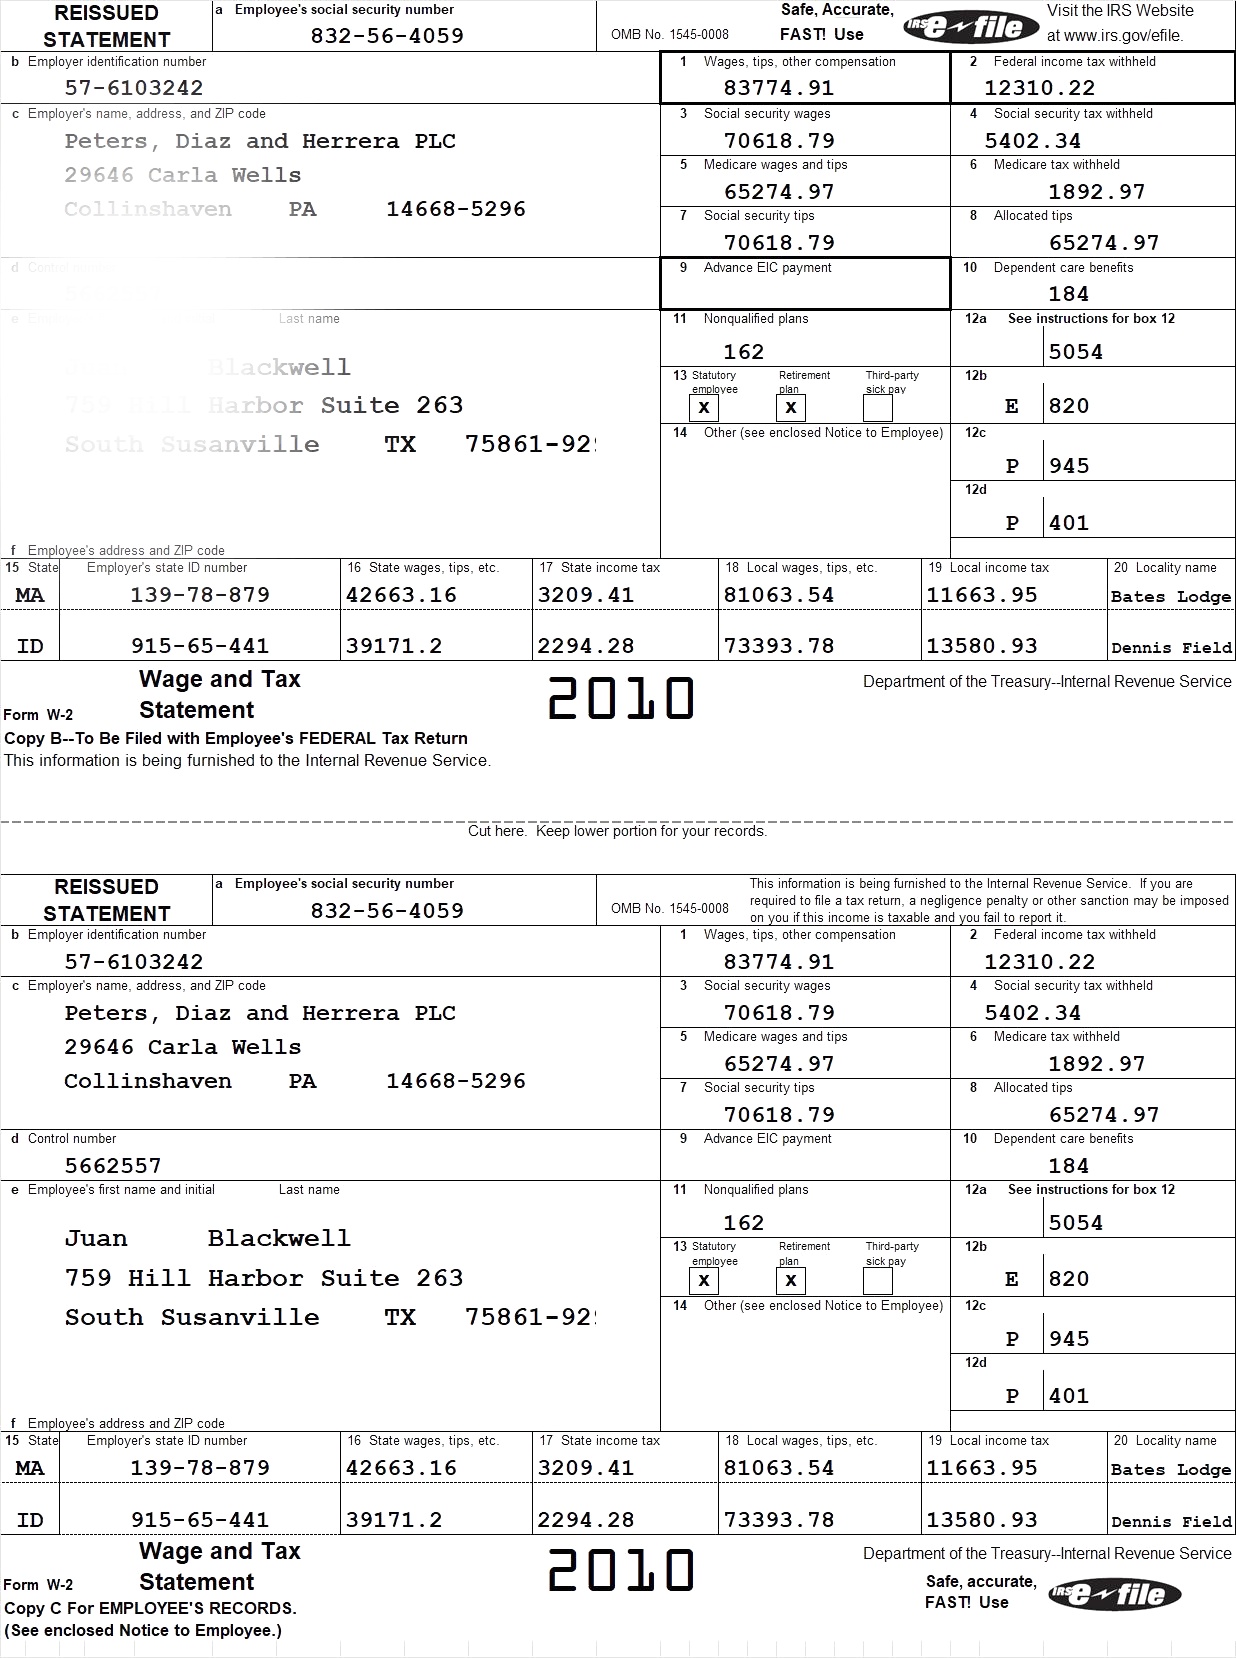 REISSUED STATEMENT
a Employee's social security number
832-56-4059
OMB No. 1545-0008
Safe, Accurate, FAST! Use
IRS e-file
Visit the IRS Website at www.irs.gov/efile.
b Employer identification number
57-6103242
1 Wages, tips, other compensation
83774.91
2 Federal income tax withheld
12310.22
c Employer's name, address, and ZIP code
Peters, Diaz and Herrera PLC
29646 Carla Wells
Collinshaven PA 14668-5296
3 Social security wages
70618.79
4 Social security tax withheld
5402.34
5 Medicare wages and tips
65274.97
6 Medicare tax withheld
1892.97
7 Social security tips
70618.79
8 Allocated tips
65274.97
d Control
9 Advance EIC payment
10 Dependent care benefits
184
e
Last name
Blackwell
759 Hill Harbor Suite 263
South Susanville TX 75861-92
f Employee's address and ZIP code
11 Nonqualified plans
162
12a See instructions for box 12
5054
13 Statutory employee
X
Retirement plan
X
Third-party sick pay
12b
E 820
14 Other (see enclosed Notice to Employee)
12c
P 945
12d
P 401
15 State Employer's state ID number 16 State wages, tips, etc. 17 State income tax 18 Local wages, tips, etc. 19 Local income tax 20 Locality name
MA 139-78-879 42663.16 3209.41 81063.54 11663.95 Bates Lodge
ID 915-65-441 39171.2 2294.28 73393.78 13580.93 Dennis Field
Form W-2
Wage and Tax Statement
2010
Department of the Treasury--Internal Revenue Service
Copy B--To Be Filed with Employee's FEDERAL Tax Return
This information is being furnished to the Internal Revenue Service.
Cut here. Keep lower portion for your records.
REISSUED STATEMENT
a Employee's social security number
832-56-4059
OMB No. 1545-0008
This information is being furnished to the Internal Revenue Service. If you are
required to file a tax return, a negligence penalty or other sanction may be imposed
on you if this income is taxable and you fail to report it.
b Employer identification number
57-6103242
1 Wages, tips, other compensation
83774.91
2 Federal income tax withheld
12310.22
c Employer's name, address, and ZIP code
Peters, Diaz and Herrera PLC
29646 Carla Wells
Collinshaven PA 14668-5296
3 Social security wages
70618.79
4 Social security tax withheld
5402.34
5 Medicare wages and tips
65274.97
6 Medicare tax withheld
1892.97
7 Social security tips
70618.79
8 Allocated tips
65274.97
d Control number
5662557
9 Advance EIC payment
10 Dependent care benefits
184
e Employee's first name and initial Last name
Juan Blackwell
759 Hill Harbor Suite 263
South Susanville TX 75861-92
f Employee's address and ZIP code
11 Nonqualified plans
162
12a See instructions for box 12
5054
13 Statutory employee
X
Retirement plan
X
Third-party sick pay
12b
E 820
14 Other (see enclosed Notice to Employee)
12c
P 945
12d
P 401
15 State Employer's state ID number 16 State wages, tips, etc. 17 State income tax 18 Local wages, tips, etc. 19 Local income tax 20 Locality name
MA 139-78-879 42663.16 3209.41 81063.54 11663.95 Bates Lodge
ID 915-65-441 39171.2 2294.28 73393.78 13580.93 Dennis Field
Form W-2
Wage and Tax Statement
2010
Department of the Treasury--Internal Revenue Service
Copy C For EMPLOYEE'S RECORDS.
(See enclosed Notice to Employee.)
Safe, accurate, FAST! Use
IRS e-file